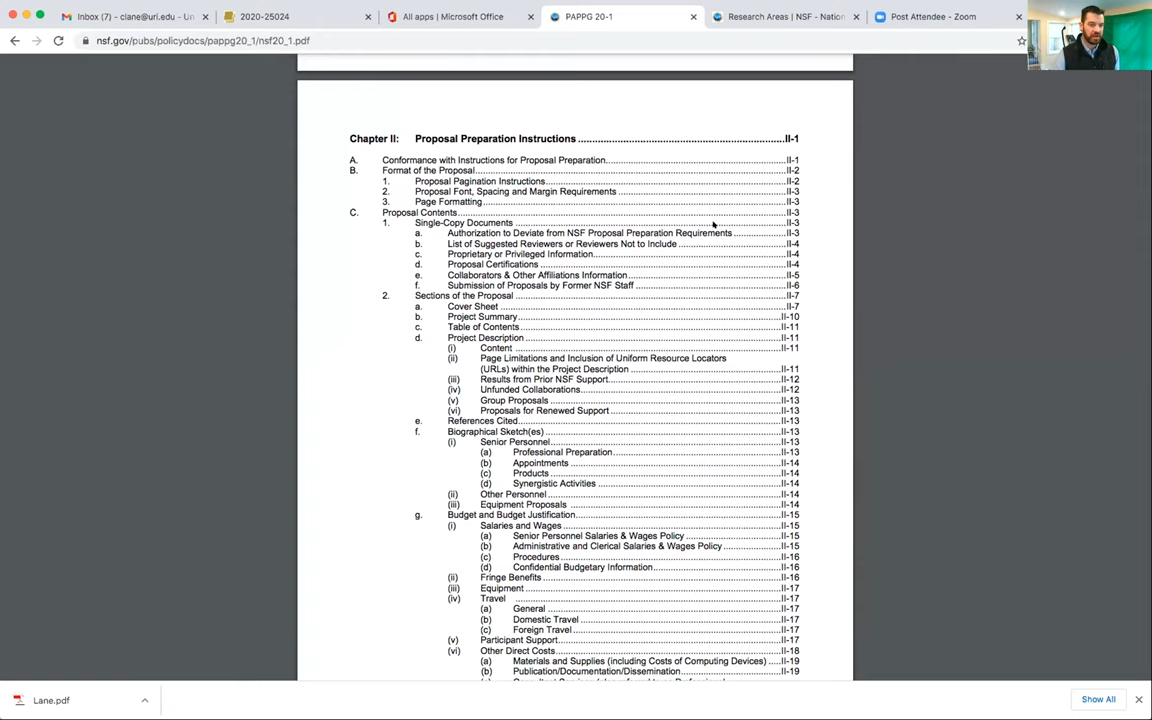 Inbox (7) - clane@uri.edu - Un
2020-25024
All apps | Microsoft Office
PAPPG 20-1
Research Areas | NSF - Nation
Post Attendee - Zoom
nsf.gov/pubs/policydocs/pappg20_1/nsf20_1.pdf
Chapter II: Proposal Preparation Instructions ................................................................II-1
A. Conformance with Instructions for Proposal Preparation................................................II-1
B. Format of the Proposal................................................II-2
1. Proposal Pagination Instructions................................................II-2
2. Proposal Font, Spacing and Margin Requirements ................................................II-3
3. Page Formatting................................................II-3
C. Proposal Contents................................................II-3
1. Single-Copy Documents ................................................II-3
a. Authorization to Deviate from NSF Proposal Preparation Requirements ................II-3
b. List of Suggested Reviewers or Reviewers Not to Include ................................II-4
c. Proprietary or Privileged Information................................................II-4
d. Proposal Certifications ................................................II-4
e. Collaborators & Other Affiliations Information................................................II-5
f. Submission of Proposals by Former NSF Staff ................................................II-6
2. Sections of the Proposal ................................................II-7
a. Cover Sheet ................................................II-7
b. Project Summary................................................II-10
c. Table of Contents................................................II-11
d. Project Description ................................................II-11
(i) Content ................................................II-11
(ii) Page Limitations and Inclusion of Uniform Resource Locators
(URLs) within the Project Description ................................................II-11
(iii) Results from Prior NSF Support................................................II-12
(iv) Unfunded Collaborations................................................II-12
(v) Group Proposals ................................................II-13
(vi) Proposals for Renewed Support ................................................II-13
e. References Cited................................................II-13
f. Biographical Sketch(es) ................................................II-13
(i) Senior Personnel................................................II-13
(a) Professional Preparation................................................II-13
(b) Appointments ................................................II-14
(c) Products ................................................II-14
(d) Synergistic Activities ................................................II-14
(ii) Other Personnel................................................II-14
(iii) Equipment Proposals ................................................II-14
g. Budget and Budget Justification................................................II-15
(i) Salaries and Wages ................................................II-15
(a) Senior Personnel Salaries & Wages Policy ................................II-15
(b) Administrative and Clerical Salaries & Wages Policy ................II-15
(c) Procedures ................................................II-16
(d) Confidential Budgetary Information................................................II-16
(ii) Fringe Benefits ................................................II-16
(iii) Equipment ................................................II-17
(iv) Travel ................................................II-17
(a) General ................................................II-17
(b) Domestic Travel................................................II-17
(c) Foreign Travel................................................II-17
(v) Participant Support................................................II-17
(vi) Other Direct Costs................................................II-18
(a) Materials and Supplies (including Costs of Computing Devices) .....II-19
(b) Publication/Documentation/Dissemination................................II-19
Lane.pdf
Show All